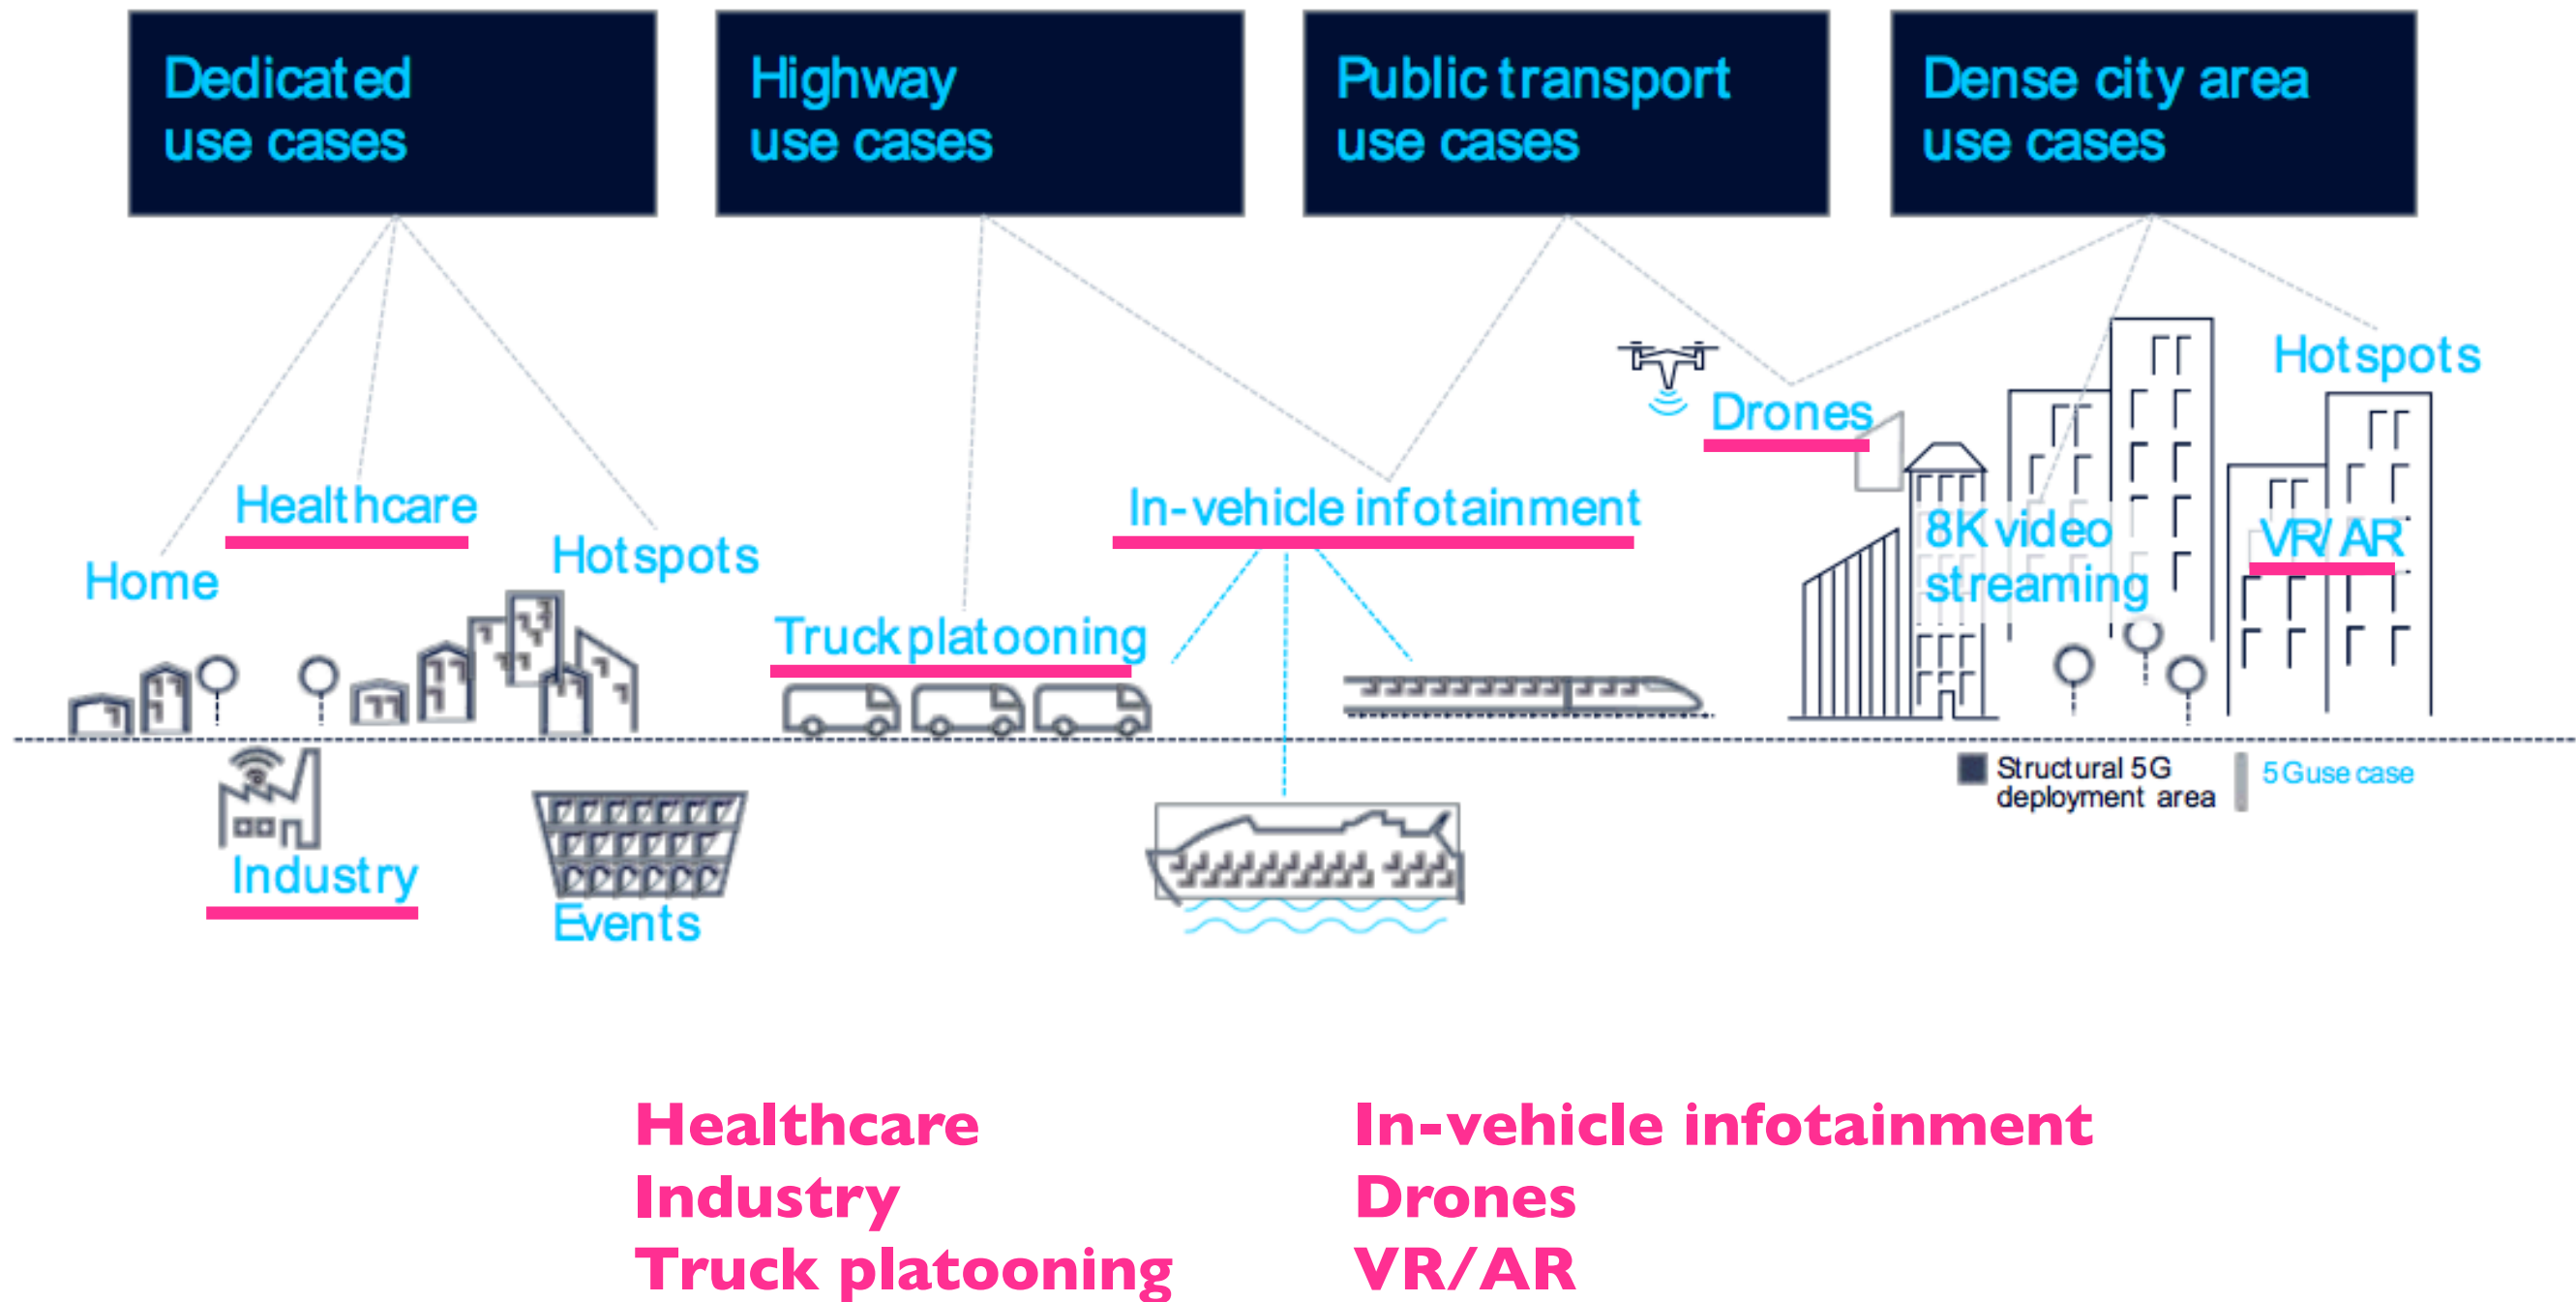 Dedicated
use cases
Highway
use cases
Public transport
use cases
Dense city area
use cases
Hotspots
Drones
Healthcare
In-vehicle infotainment
8K video
streaming
VR/AR
Home
Hotspots
Truck platooning
Structural 5G
deployment area
5G use case
Industry
Events
Healthcare
Industry
Truck platooning
In-vehicle infotainment
Drones
VR/AR